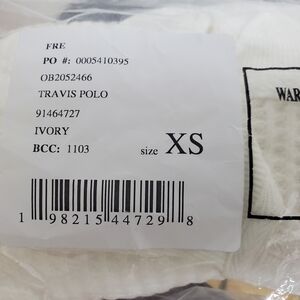 FRE
PO #: 0005410395
OB2052466
TRAVIS POLO
91464727
IVORY
BCC: 1103
size XS
1 98215 44729 8
WAR